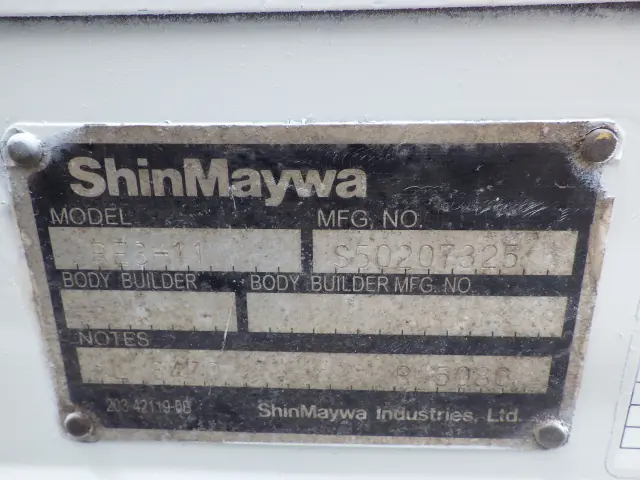 ShinMaywa
MODEL MFG. NO.
S50207325
BODY BUILDER BODY BUILDER MFG. NO.
NOTES
203-42119-0B ShinMaywa Industries, Ltd.